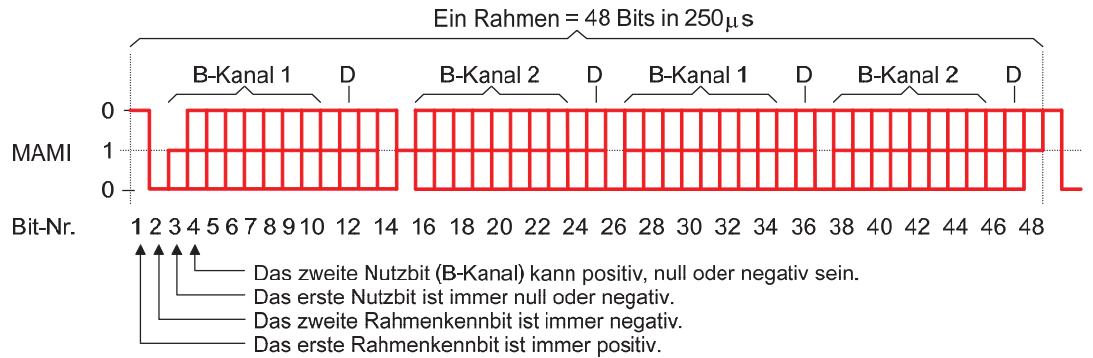 Ein Rahmen = 48 Bits in 250µs
B-Kanal 1 D B-Kanal 2 D B-Kanal 1 D B-Kanal 2 D
0
MAMI 1
0
Bit-Nr. 1 2 3 4 5 6 7 8 9 10 12 14 16 18 20 22 24 26 28 30 32 34 36 38 40 42 44 46 48
Das zweite Nutzbit (B-Kanal) kann positiv, null oder negativ sein.
Das erste Nutzbit ist immer null oder negativ.
Das zweite Rahmenkennbit ist immer negativ.
Das erste Rahmenkennbit ist immer positiv.